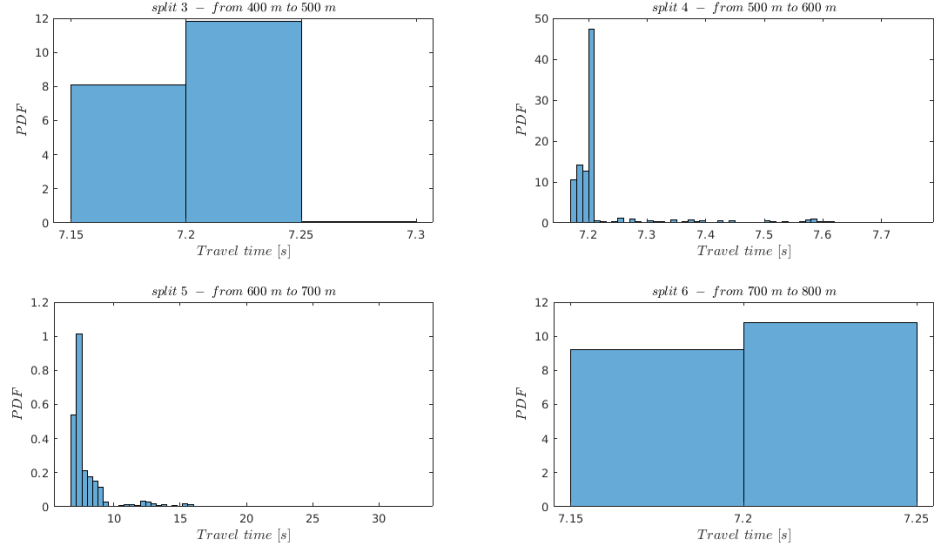 split 3 − from 400 m to 500 m
12
10
8
6
4
2
0
PDF
7.15 7.2 7.25 7.3
Travel time [s]
split 4 − from 500 m to 600 m
50
40
30
20
10
0
PDF
7.2 7.3 7.4 7.5 7.6 7.7
Travel time [s]
split 5 − from 600 m to 700 m
1.2
1
0.8
0.6
0.4
0.2
0
PDF
10 15 20 25 30
Travel time [s]
split 6 − from 700 m to 800 m
12
10
8
6
4
2
0
PDF
7.15 7.2 7.25
Travel time [s]